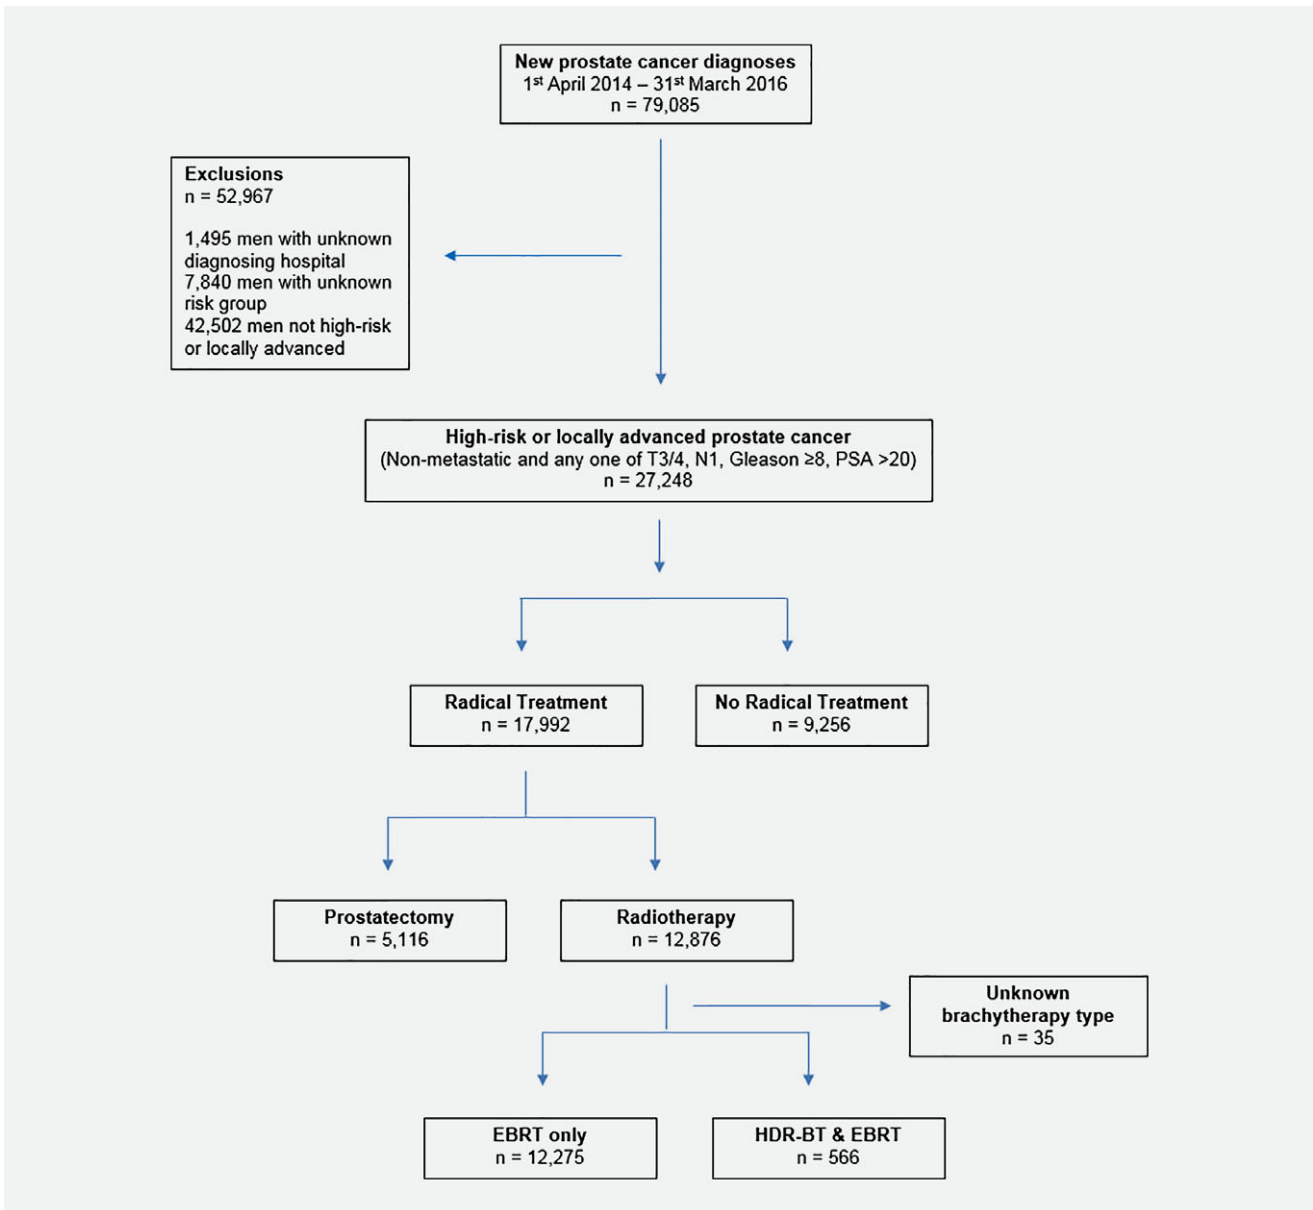 New prostate cancer diagnoses
1st April 2014 – 31st March 2016
n = 79,085
Exclusions
n = 52,967
1,495 men with unknown
diagnosing hospital
7,840 men with unknown
risk group
42,502 men not high-risk
or locally advanced
High-risk or locally advanced prostate cancer
(Non-metastatic and any one of T3/4, N1, Gleason ≥8, PSA >20)
n = 27,248
Radical Treatment
n = 17,992
No Radical Treatment
n = 9,256
Prostatectomy
n = 5,116
Radiotherapy
n = 12,876
Unknown
brachytherapy type
n = 35
EBRT only
n = 12,275
HDR-BT & EBRT
n = 566